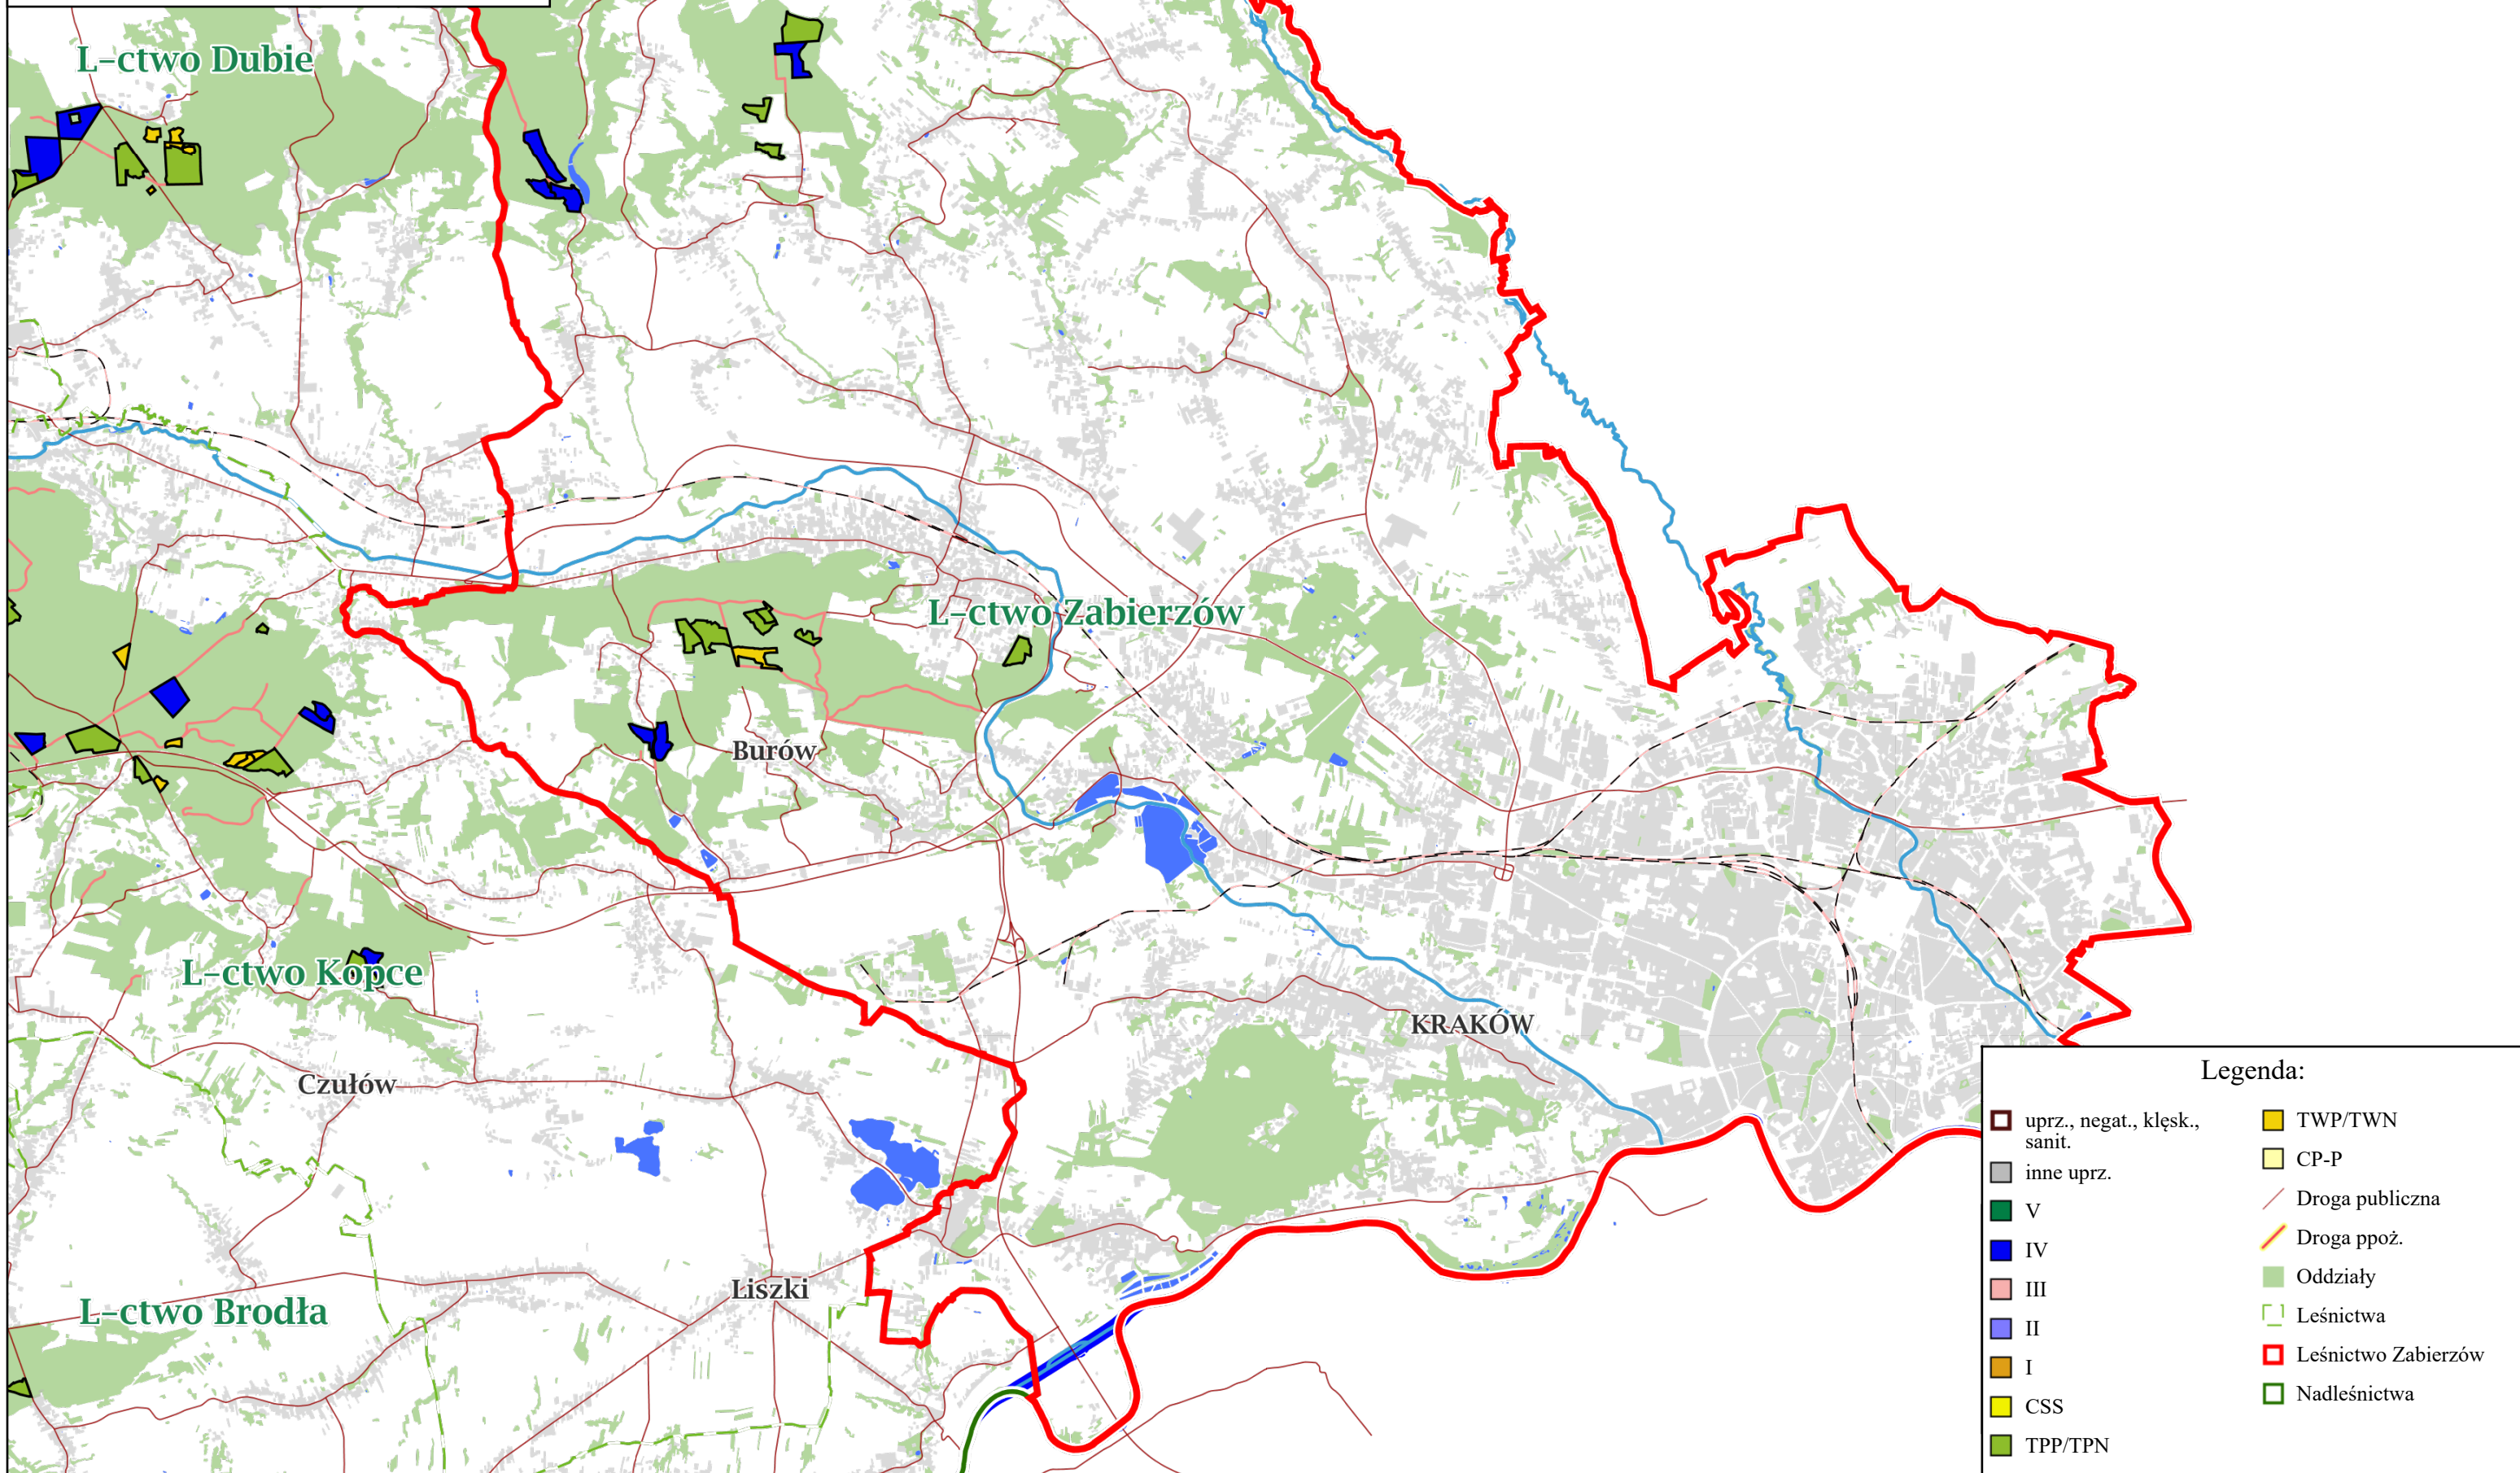 L-ctwo Dubie
L-ctwo Zabierzów
Burów
L-ctwo Kopce
KRAKÓW
Czułów
Liszki
L-ctwo Brodła
Legenda:
uprz., negat., klęsk.,
sanit.
inne uprz.
V
IV
III
II
I
CSS
TPP/TPN
TWP/TWN
CP-P
Droga publiczna
Droga ppoż.
Oddziały
Leśnictwa
Leśnictwo Zabierzów
Nadleśnictwa